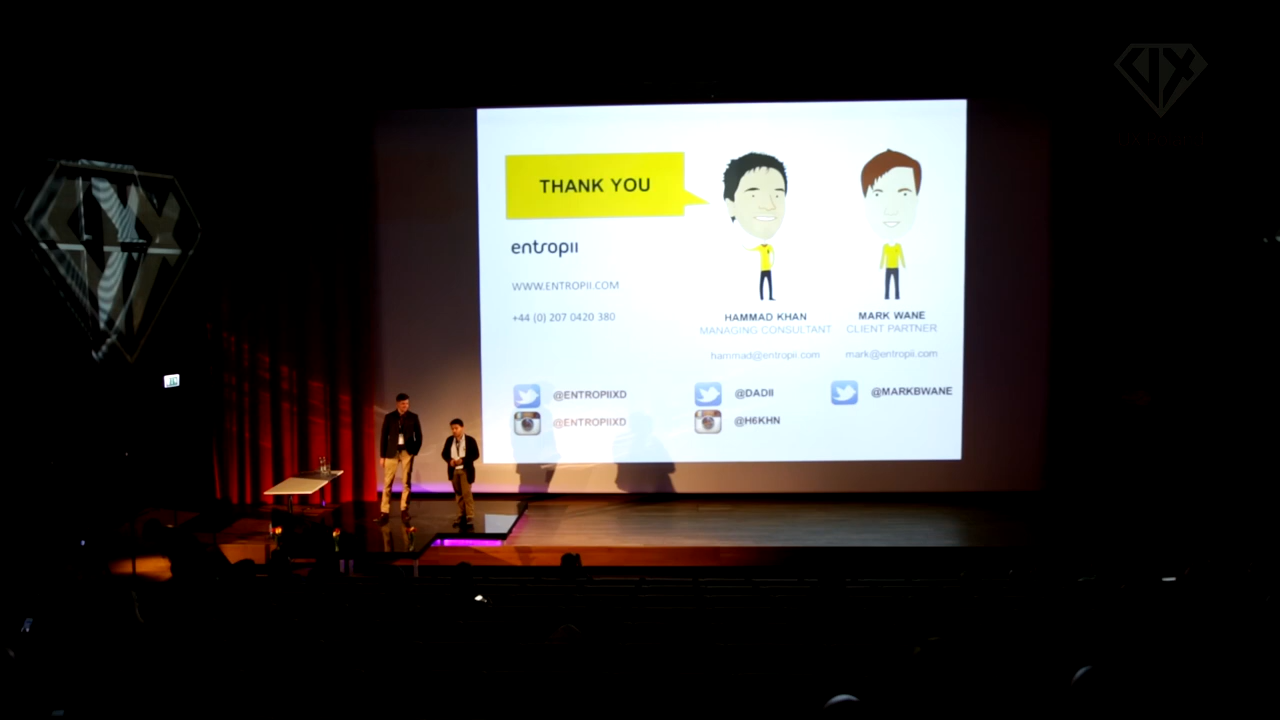 THANK YOU
entropii
WWW.ENTROPII.COM
+44 (0) 207 0420 380
HAMMAD KHAN
MANAGING CONSULTANT
hammad@entropii.com
MARK WANE
CLIENT PARTNER
mark@entropii.com
@ENTROPIIXD
@ENTROPIIXD
@DADII
@H6KHN
@MARKBWANE